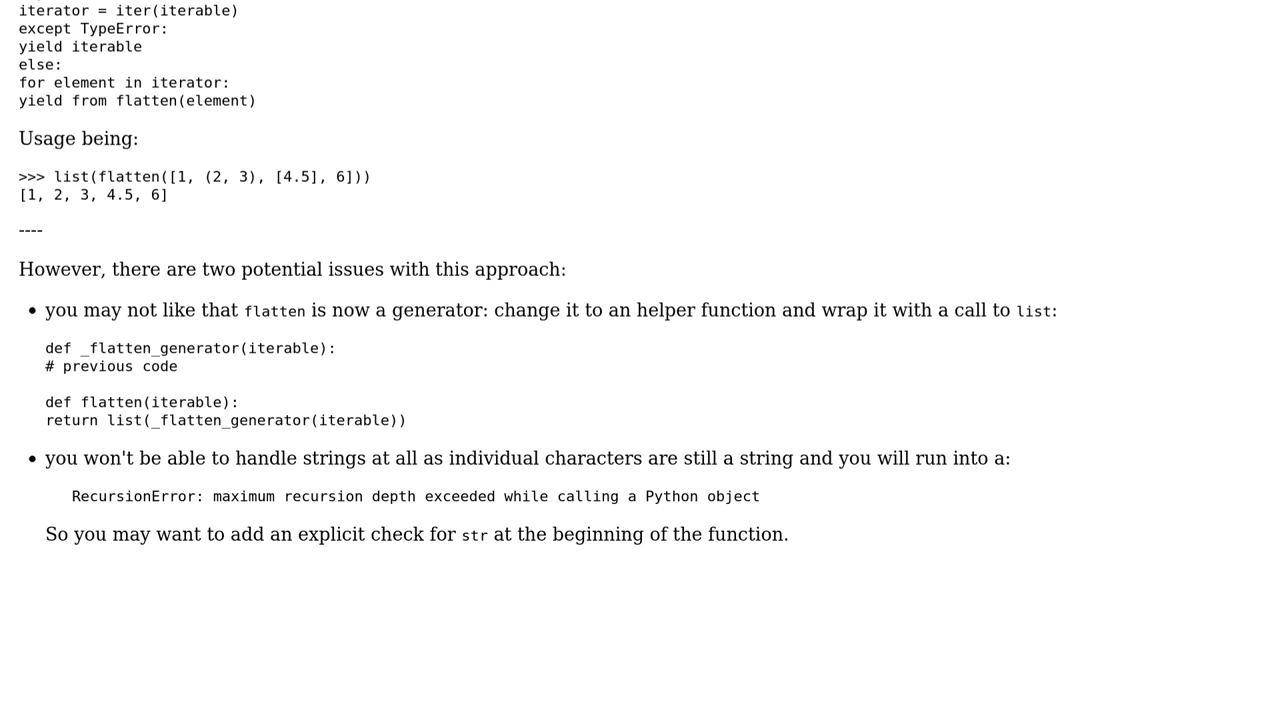 iterator = iter(iterable)
except TypeError:
yield iterable
else:
for element in iterator:
yield from flatten(element)
Usage being:
>>> list(flatten([1, (2, 3), [4.5], 6]))
[1, 2, 3, 4.5, 6]
----
However, there are two potential issues with this approach:
• you may not like that flatten is now a generator: change it to an helper function and wrap it with a call to list:
def _flatten_generator(iterable):
# previous code
def flatten(iterable):
return list(_flatten_generator(iterable))
• you won't be able to handle strings at all as individual characters are still a string and you will run into a:
RecursionError: maximum recursion depth exceeded while calling a Python object
So you may want to add an explicit check for str at the beginning of the function.